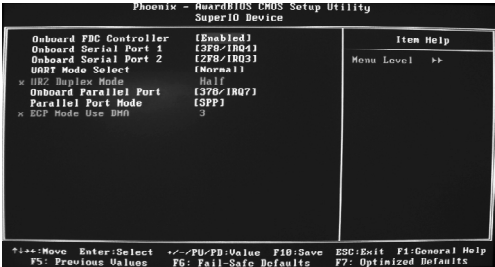 Phoenix - AwardBIOS CMOS Setup Utility
SuperIO Device
Onboard FDC Controller [Enabled]
Item Help
Onboard Serial Port 1 [3F8/IRQ4]
Onboard Serial Port 2 [2F8/IRQ3]
Menu Level ▸▸
UART Mode Select [Normal]
x UR2 Duplex Mode Half
Onboard Parallel Port [378/IRQ7]
Parallel Port Mode [SPP]
x ECP Mode Use DMA 3
↑↓→←:Move Enter:Select +/-/PU/PD:Value F10:Save ESC:Exit F1:General Help
F5: Previous Values F6: Fail-Safe Defaults F7: Optimized Defaults